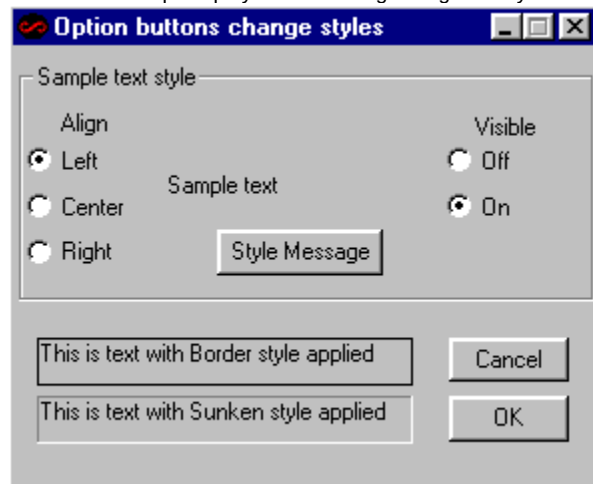 Option buttons change styles
Sample text style
Align
Visible
Left
Off
Sample text
Center
On
Right
Style Message
This is text with Border style applied
Cancel
This is text with Sunken style applied
OK